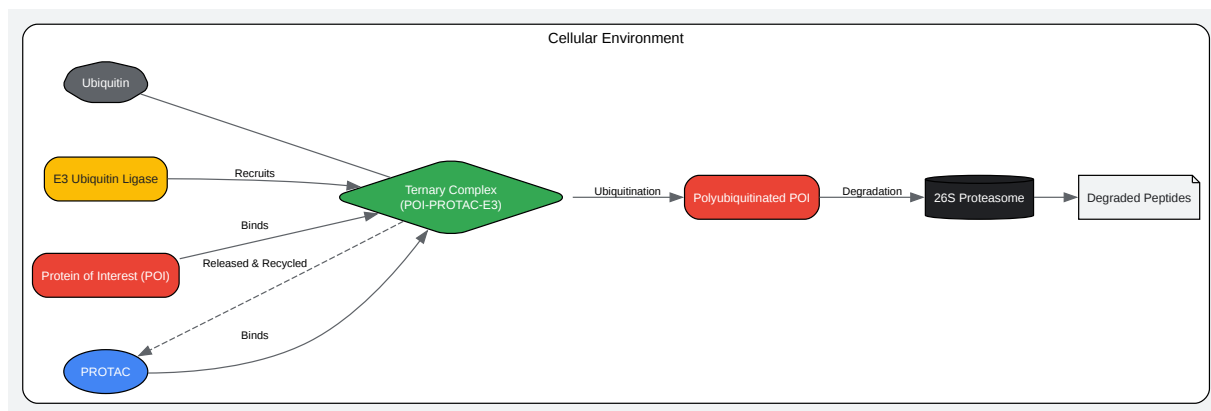 Cellular Environment
Ubiquitin
E3 Ubiquitin Ligase
Recruits
Ternary Complex
(POI-PROTAC-E3)
Ubiquitination
Polyubiquitinated POI
Degradation
26S Proteasome
Degraded Peptides
Binds
Protein of Interest (POI)
Released & Recycled
Binds
PROTAC